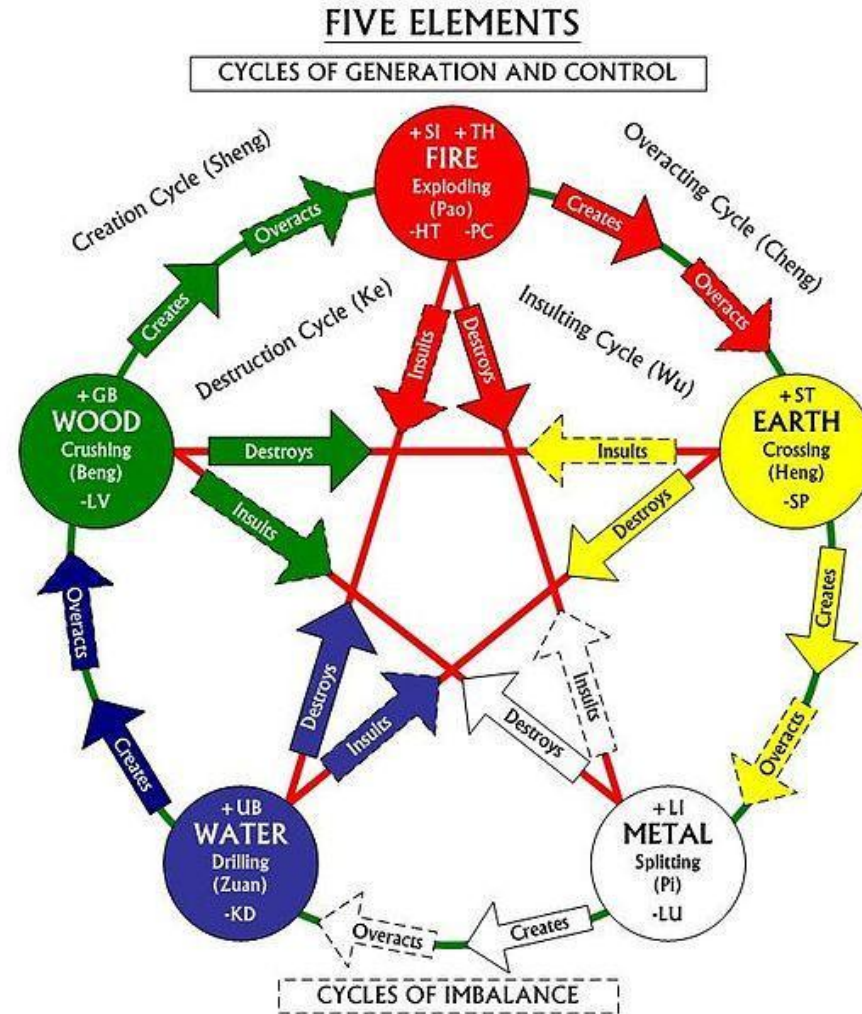 FIVE ELEMENTS
CYCLES OF GENERATION AND CONTROL
Creation Cycle (Sheng)
Overacting Cycle (Cheng)
Destruction Cycle (Ke)
Insulting Cycle (Wu)
+SI +TH
FIRE
Exploding
(Pao)
-HT -PC
Creates
Overacts
Insults
Destroys
+ST
EARTH
Crossing
(Heng)
-SP
Insults
Destroys
Creates
Overacts
+LI
METAL
Splitting
(Pi)
-LU
Insults
Destroys
Creates
Overacts
+UB
WATER
Drilling
(Zuan)
-KD
Destroys
Insults
Creates
Overacts
+GB
WOOD
Crushing
(Beng)
-LV
Destroys
Insults
Creates
Overacts
CYCLES OF IMBALANCE